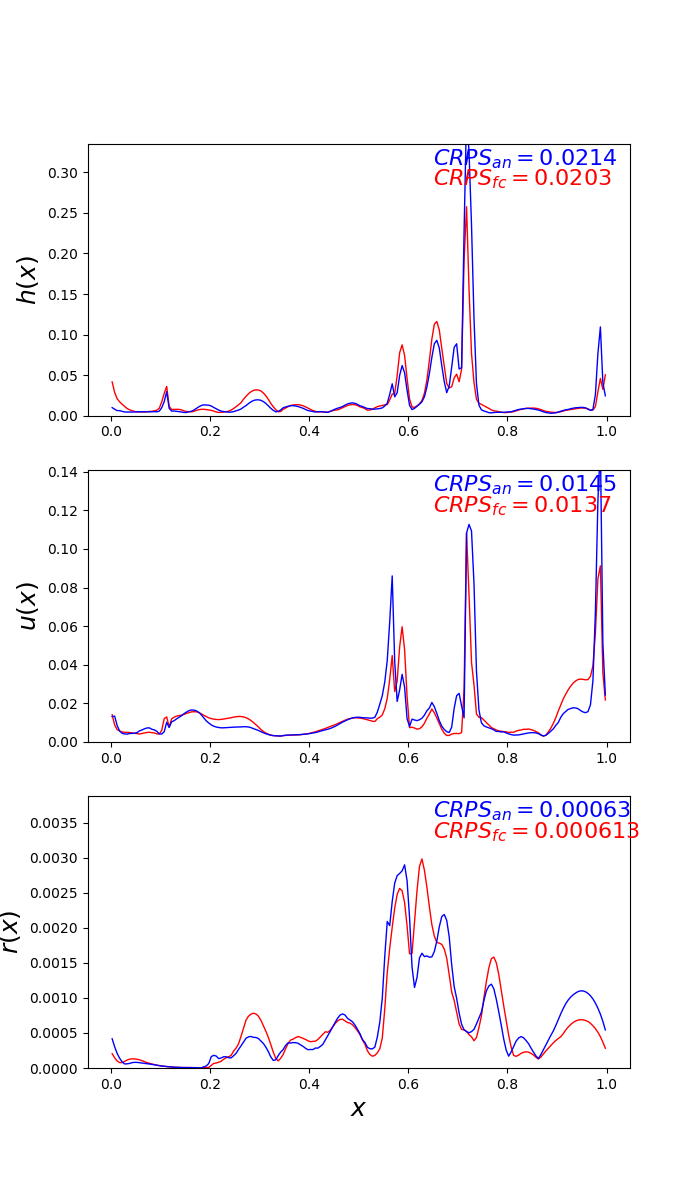 CRPS_an = 0.0214
CRPS_fc = 0.0203
0.30
0.25
0.20
0.15
0.10
0.05
0.00
h(x)
0.0 0.2 0.4 0.6 0.8 1.0
CRPS_an = 0.0145
CRPS_fc = 0.0137
0.14
0.12
0.10
0.08
0.06
0.04
0.02
0.00
u(x)
0.0 0.2 0.4 0.6 0.8 1.0
CRPS_an = 0.00063
CRPS_fc = 0.000613
0.0035
0.0030
0.0025
0.0020
0.0015
0.0010
0.0005
0.0000
r(x)
0.0 0.2 0.4 0.6 0.8 1.0
x